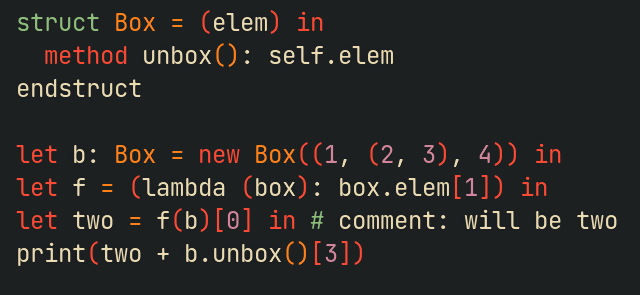 struct Box = (elem) in
  method unbox(): self.elem
endstruct

let b: Box = new Box((1, (2, 3), 4)) in
let f = (lambda (box): box.elem[1]) in
let two = f(b)[0] in # comment: will be two
print(two + b.unbox()[3])